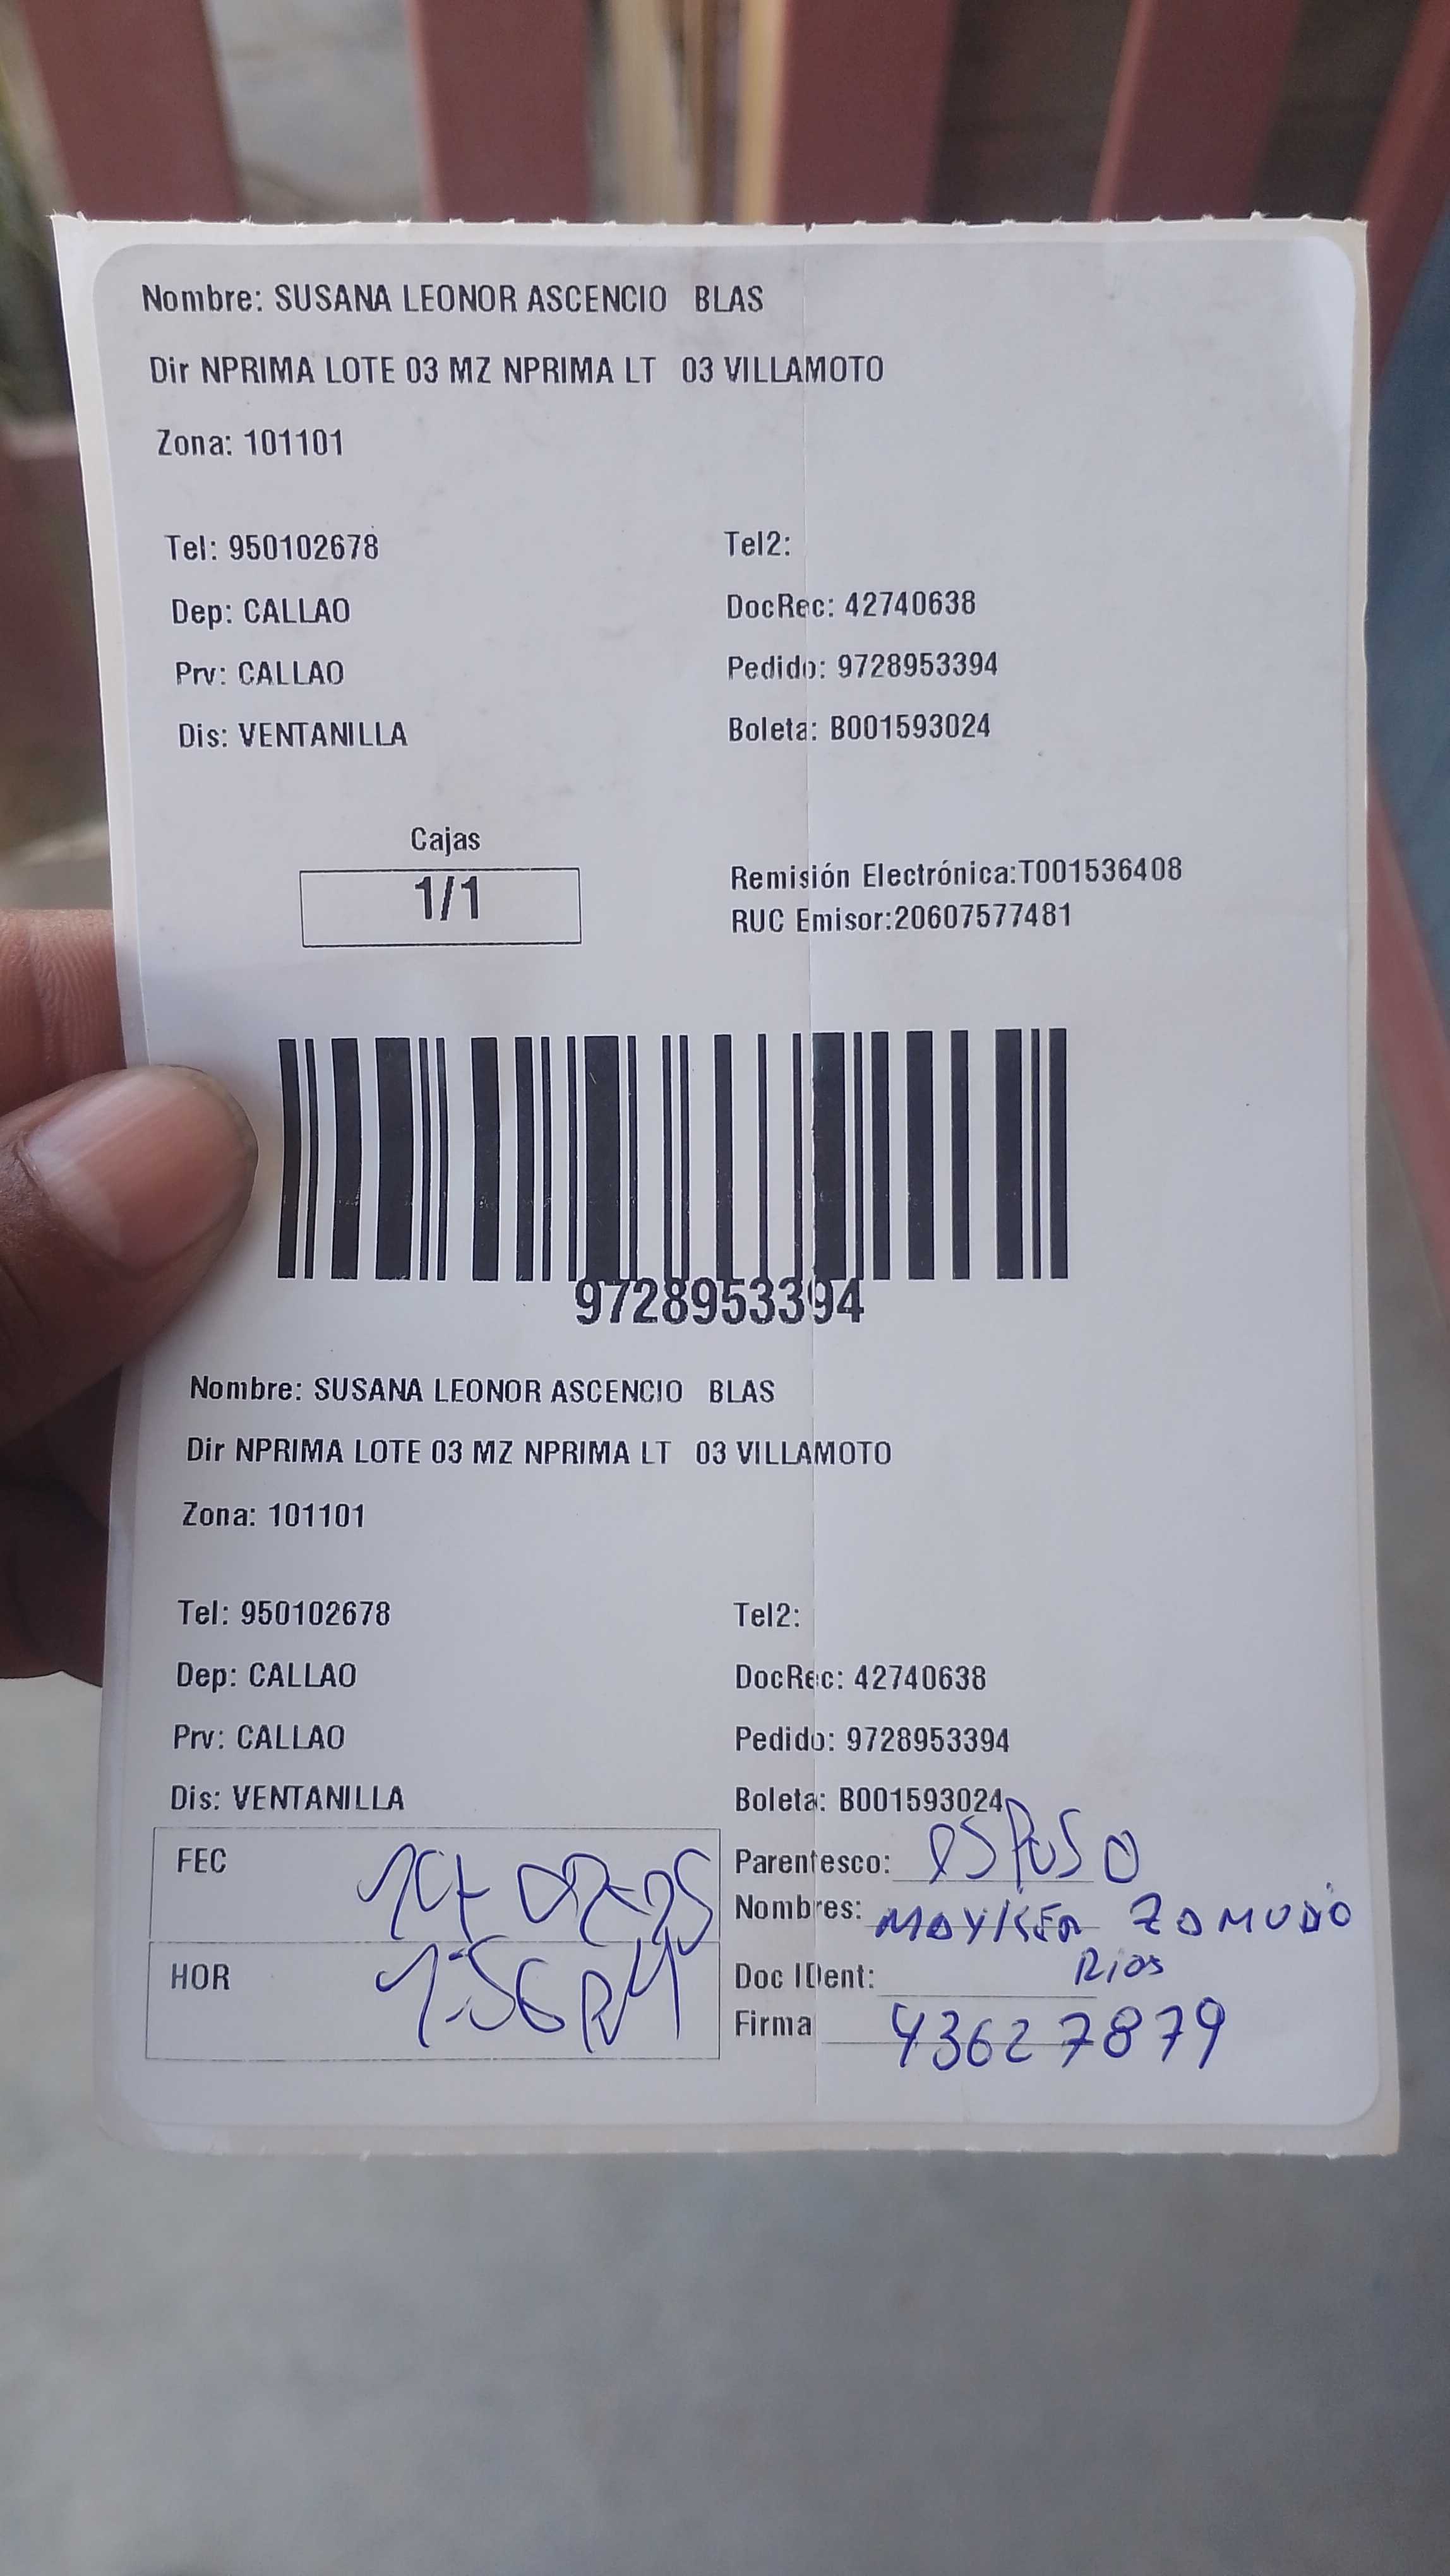 Nombre: SUSANA LEONOR ASCENCIO BLAS
Dir NPRIMA LOTE 03 MZ NPRIMA LT 03 VILLAMOTO
Zona: 101101
Tel: 950102678 Tel2:
Dep: CALLAO DocRec: 42740638
Prv: CALLAO Pedido: 9728953394
Dis: VENTANILLA Boleta: B001593024
Cajas
1/1
Remisión Electrónica:T001536408
RUC Emisor:20607577481
9728953394
Nombre: SUSANA LEONOR ASCENCIO BLAS
Dir NPRIMA LOTE 03 MZ NPRIMA LT 03 VILLAMOTO
Zona: 101101
Tel: 950102678 Tel2:
Dep: CALLAO DocRec: 42740638
Prv: CALLAO Pedido: 9728953394
Dis: VENTANILLA Boleta: B001593024
FEC
HOR 1:56 PM
Parentesco: esPoso
Nombres:
Rios
Doc IDent:
Firma 43627879